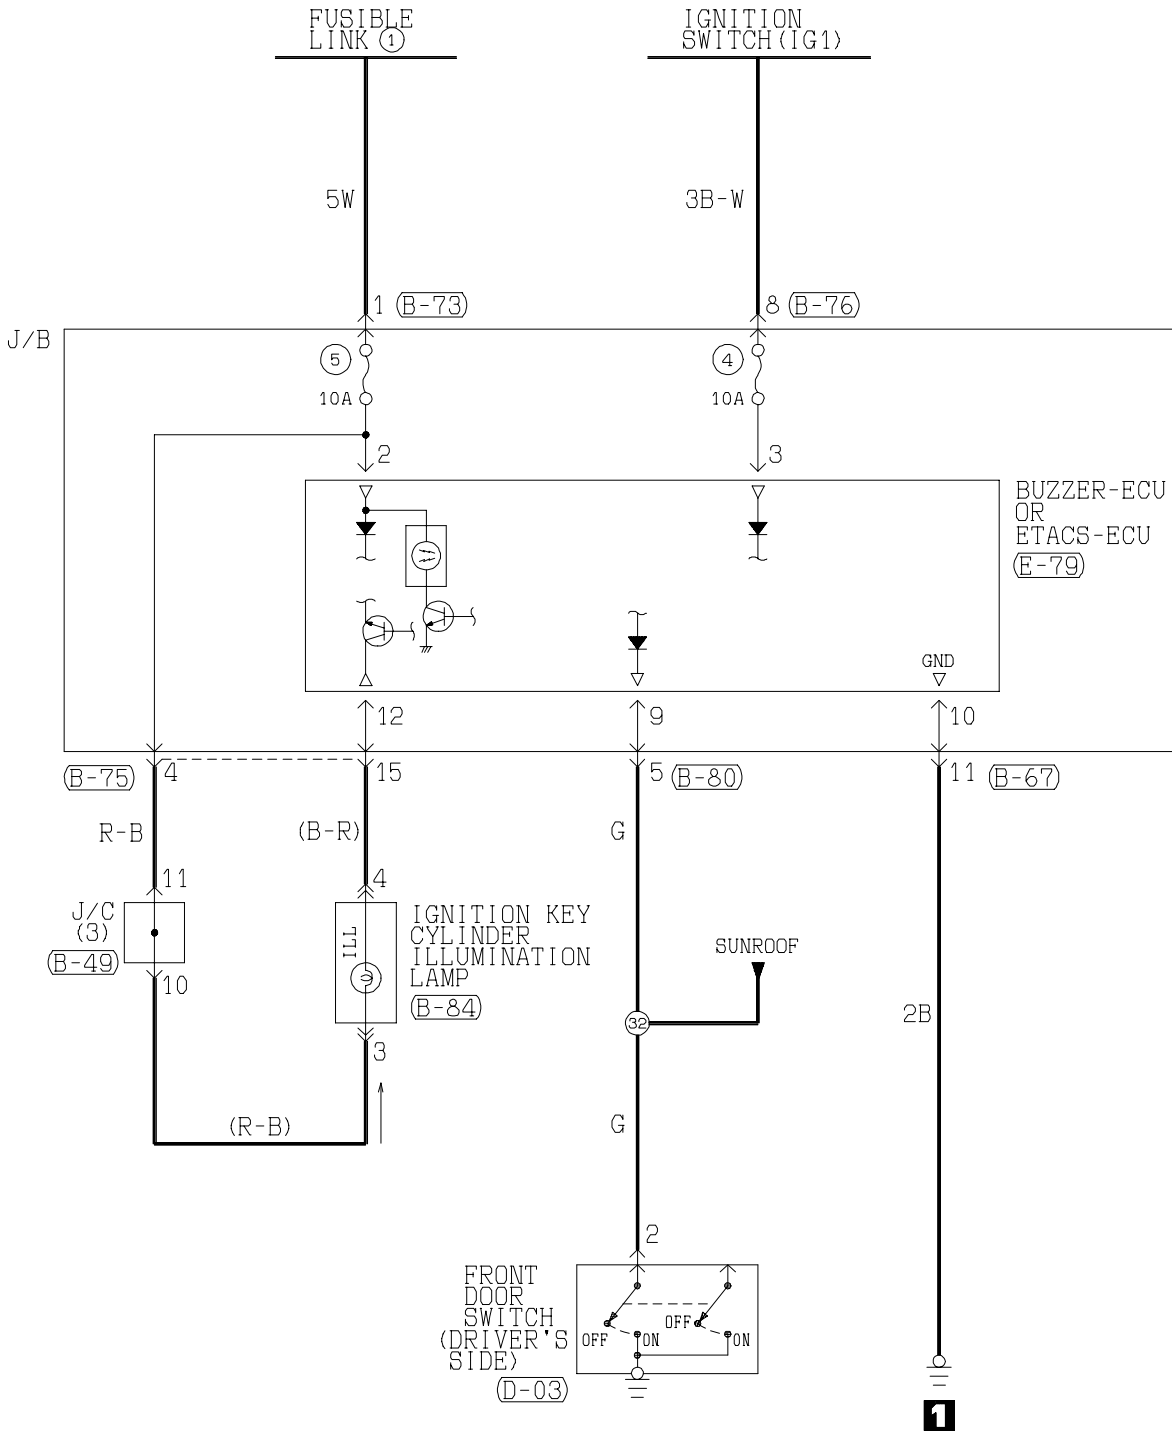 FUSIBLE
LINK ①
IGNITION
SWITCH(IG1)
5W
3B-W
1 (B-73)
8 (B-76)
J/B
5
4
10A
10A
2
3
BUZZER-ECU
OR
ETACS-ECU
(E-79)
GND
12
9
10
(B-75)
4
15
5
(B-80)
11
(B-67)
R-B
(B-R)
G
11
4
J/C
(3)
(B-49)
10
ILL
IGNITION KEY
CYLINDER
ILLUMINATION
LAMP
(B-84)
SUNROOF
32
2B
3
(R-B)
G
2
FRONT
DOOR
SWITCH
(DRIVER'S
SIDE)
(D-03)
OFF
ON
OFF
ON
1